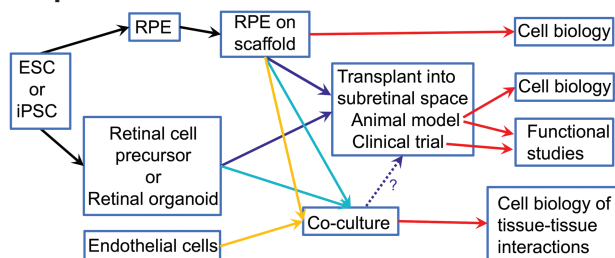 RPE
RPE on
scaffold
Cell biology
ESC
or
iPSC
Transplant into
subretinal space
Animal model
Clinical trial
Cell biology
Functional
studies
Retinal cell
precursor
or
Retinal organoid
?
Co-culture
Cell biology of
tissue-tissue
interactions
Endothelial cells